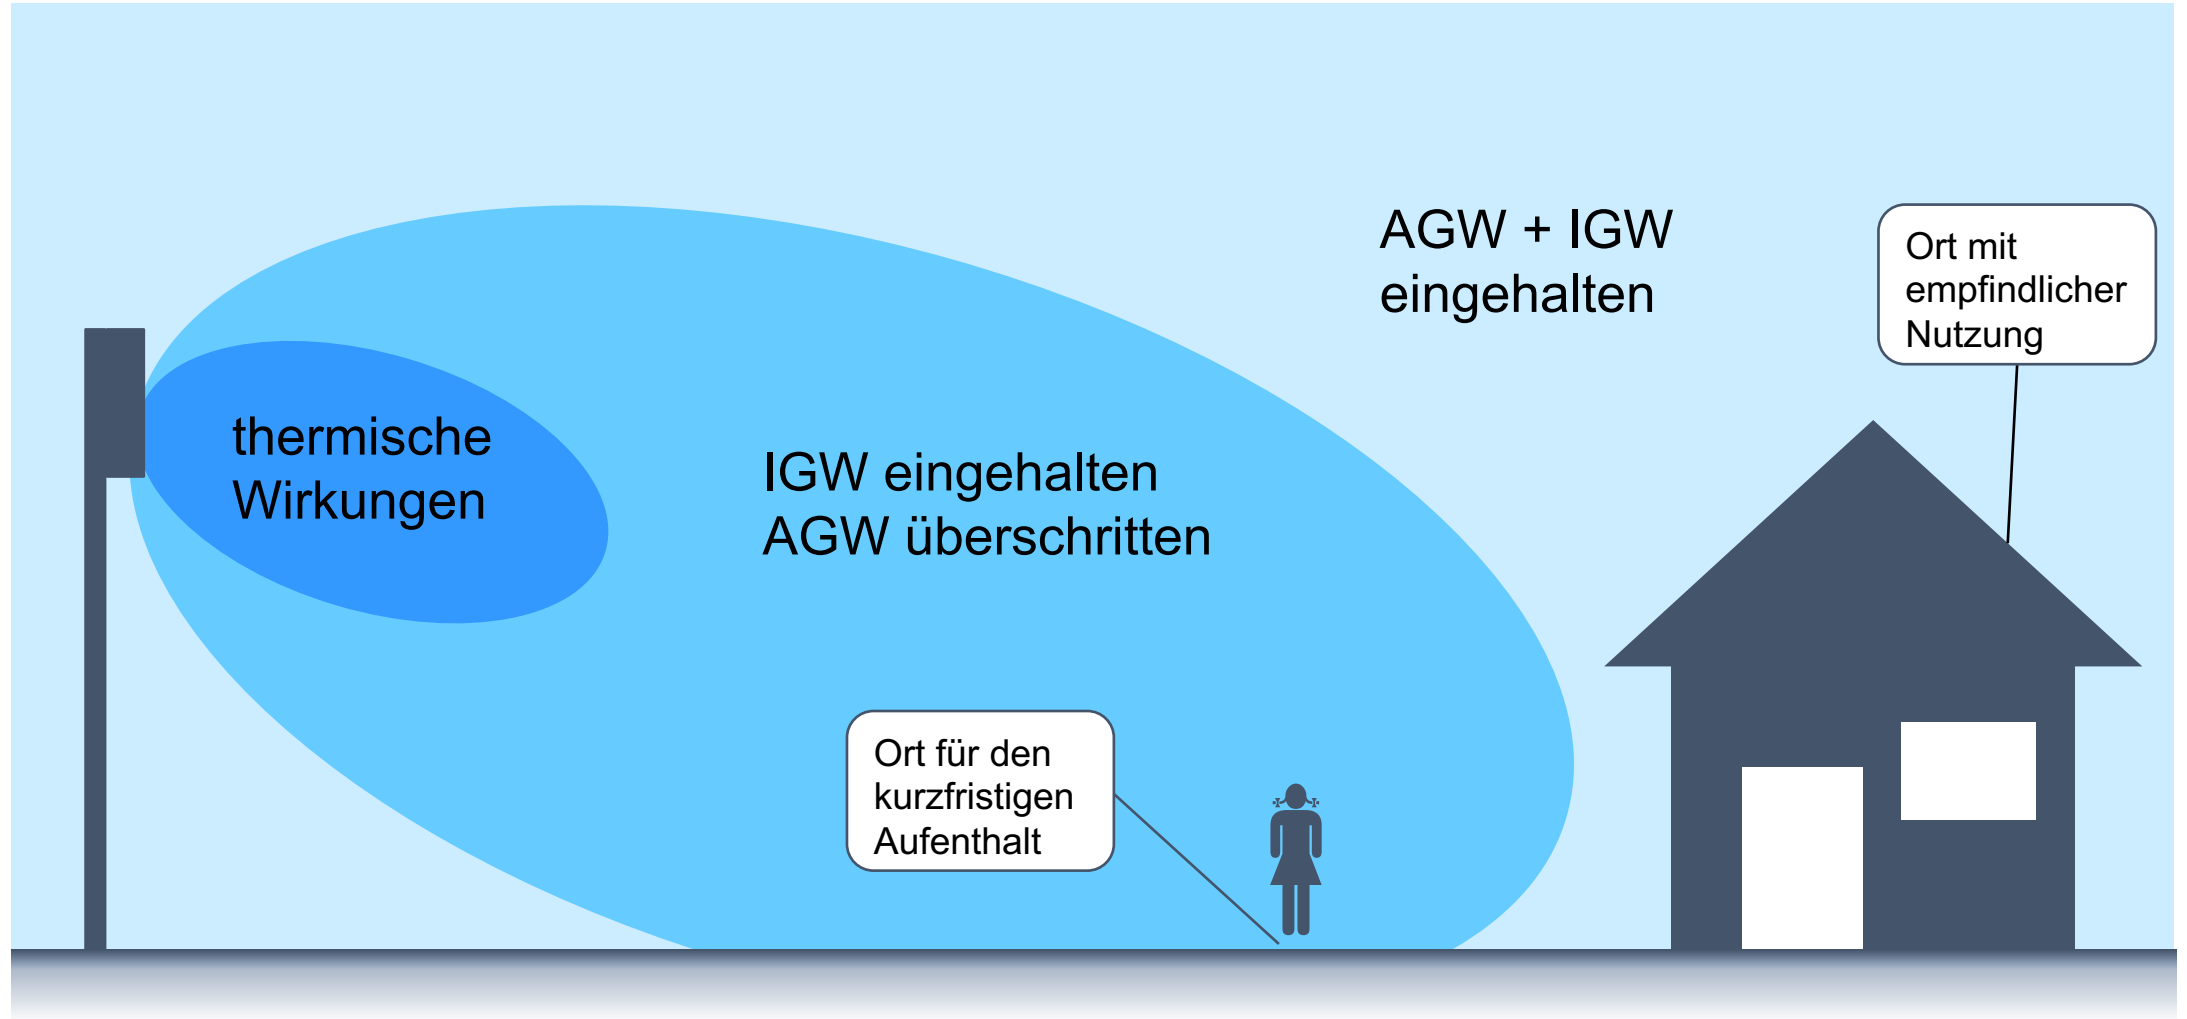 thermische
Wirkungen
IGW eingehalten
AGW überschritten
AGW + IGW
eingehalten
Ort mit
empfindlicher
Nutzung
Ort für den
kurzfristigen
Aufenthalt